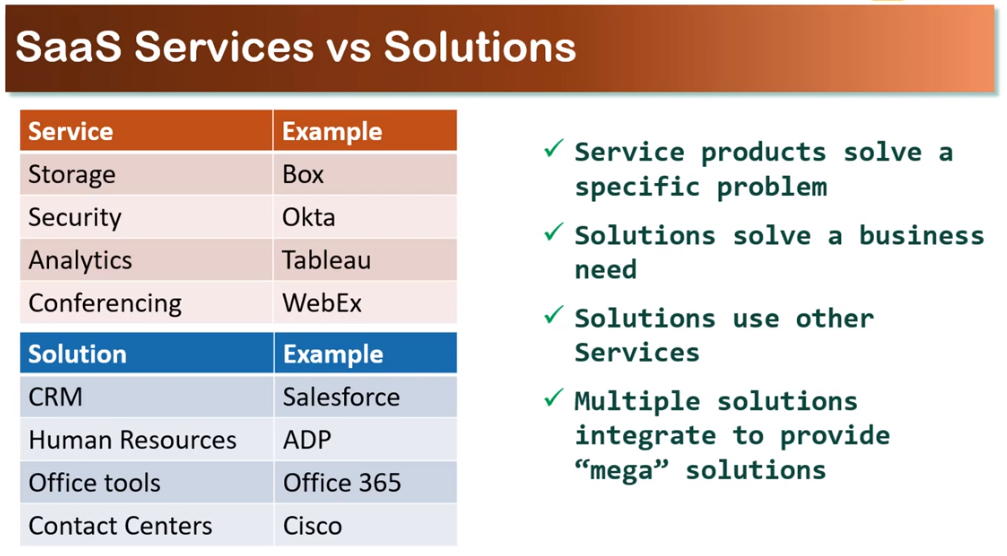 SaaS Services vs Solutions
Service Example
Storage Box
Security Okta
Analytics Tableau
Conferencing WebEx
Solution Example
CRM Salesforce
Human Resources ADP
Office tools Office 365
Contact Centers Cisco
Service products solve a
specific problem
Solutions solve a business
need
Solutions use other
Services
Multiple solutions
integrate to provide
“mega” solutions